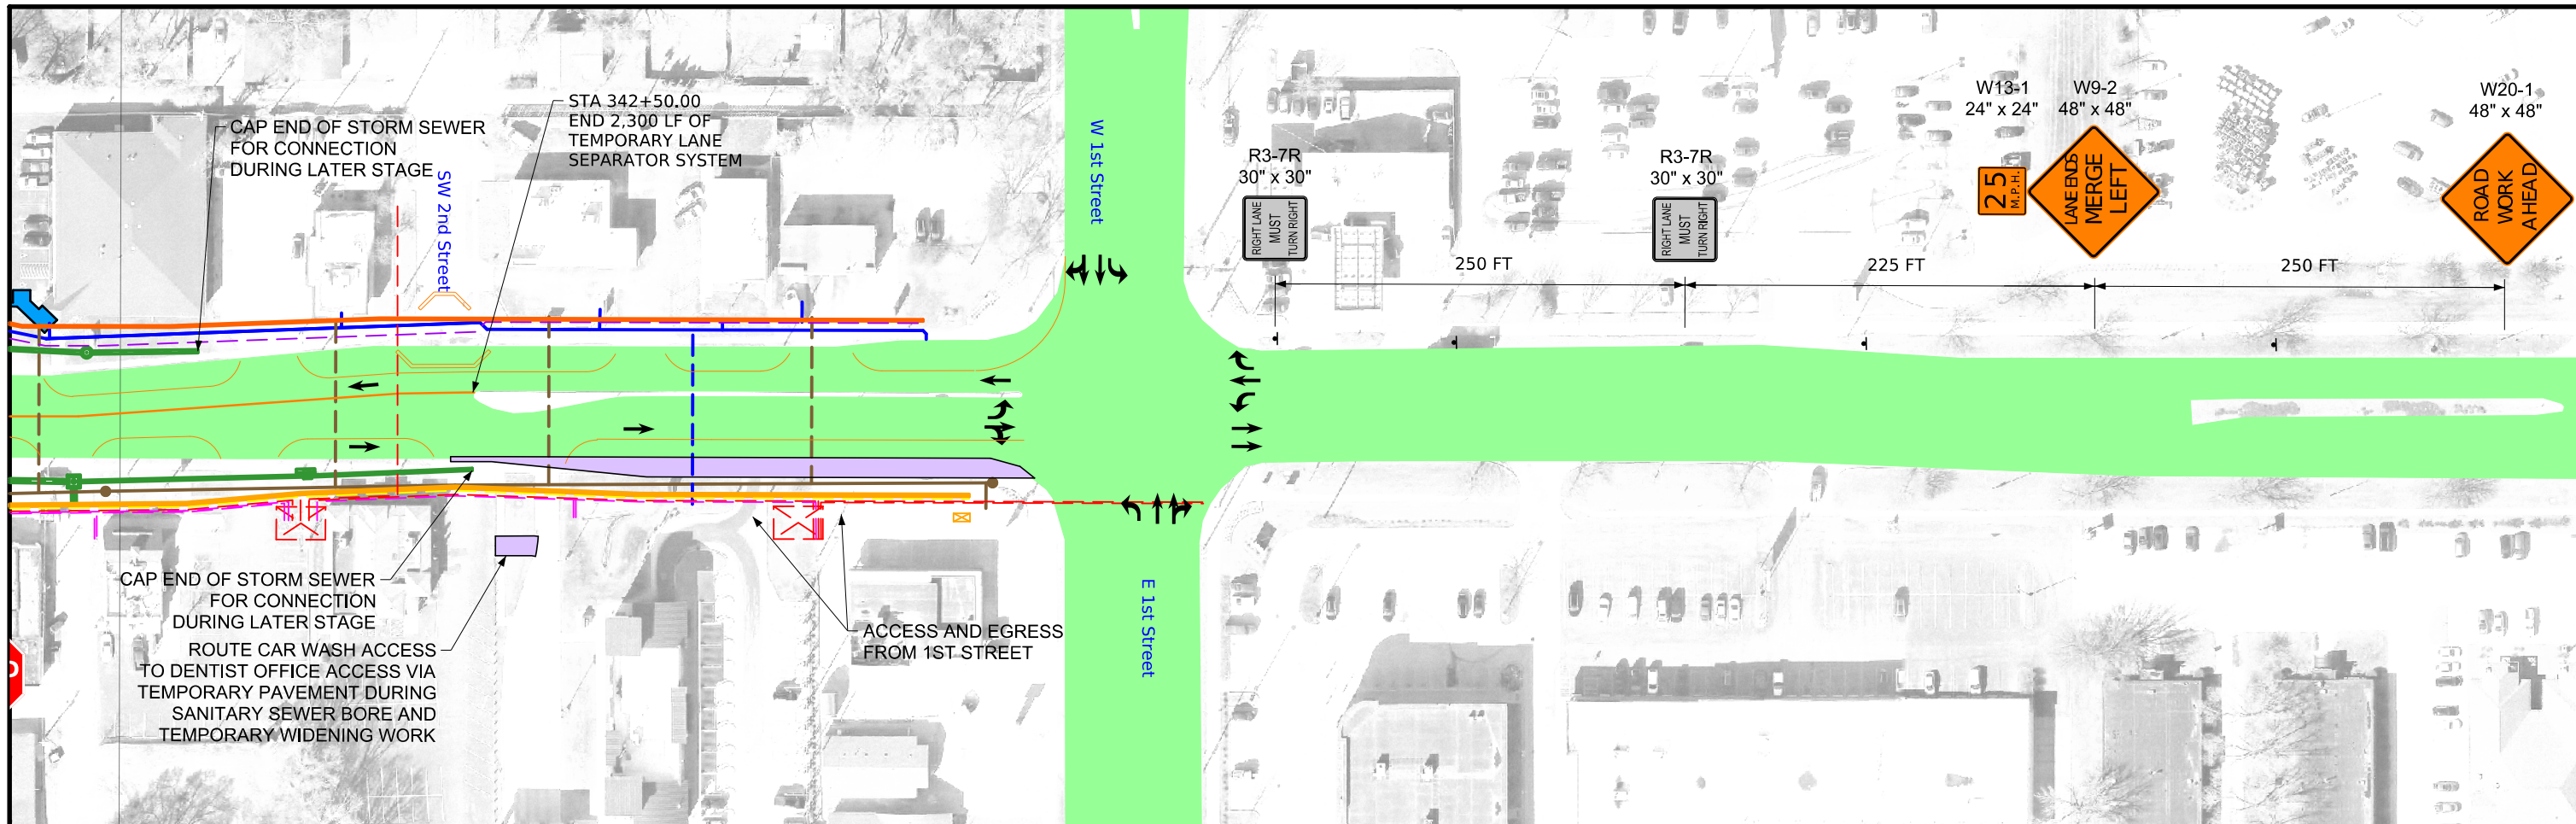 CAP END OF STORM SEWER
FOR CONNECTION
DURING LATER STAGE
SW 2nd Street
STA 342+50.00
END 2,300 LF OF
TEMPORARY LANE
SEPARATOR SYSTEM
W 1st Street
R3-7R
30" x 30"
RIGHT LANE
MUST
TURN RIGHT
250 FT
R3-7R
30" x 30"
RIGHT LANE
MUST
TURN RIGHT
225 FT
W13-1
24" x 24"
25
M.P.H.
W9-2
48" x 48"
LANE ENDS
MERGE
LEFT
250 FT
W20-1
48" x 48"
ROAD
WORK
AHEAD
CAP END OF STORM SEWER
FOR CONNECTION
DURING LATER STAGE
ROUTE CAR WASH ACCESS
TO DENTIST OFFICE ACCESS VIA
TEMPORARY PAVEMENT DURING
SANITARY SEWER BORE AND
TEMPORARY WIDENING WORK
ACCESS AND EGRESS
FROM 1ST STREET
E 1st Street